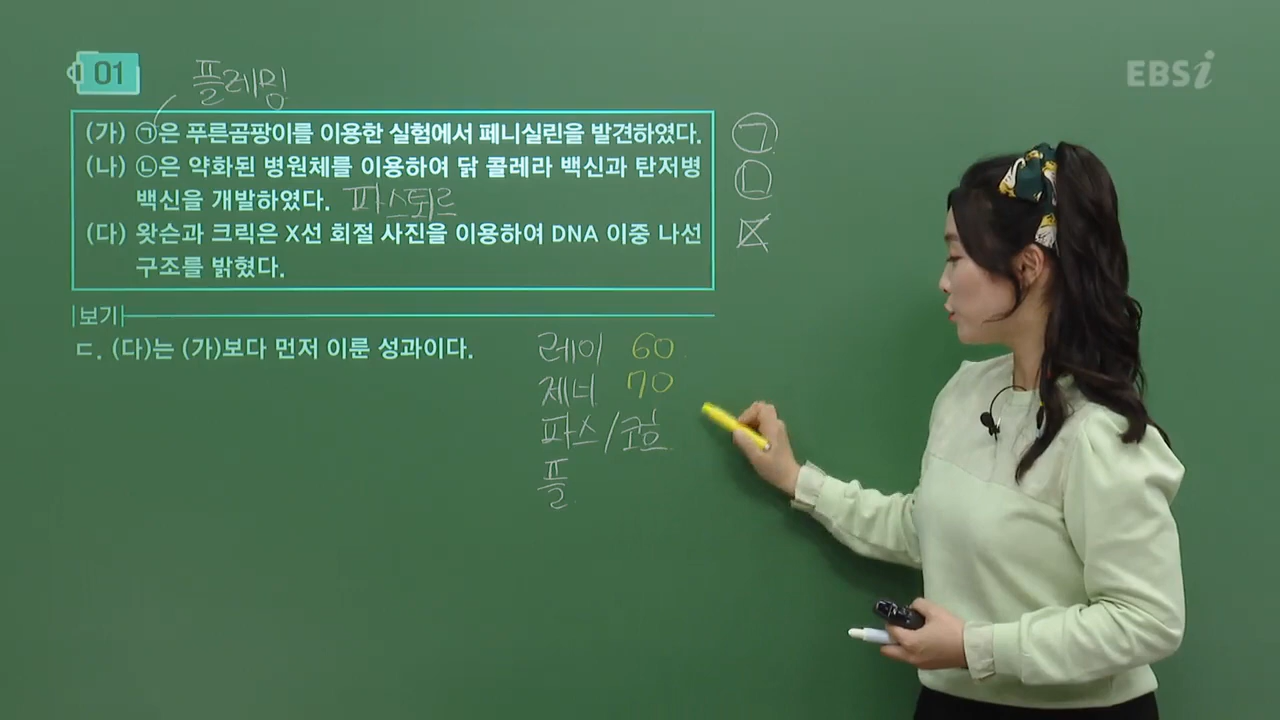 01
플레밍
EBSi
(가) ㉠은 푸른곰팡이를 이용한 실험에서 페니실린을 발견하였다.
(나) ㉡은 약화된 병원체를 이용하여 닭 콜레라 백신과 탄저병
백신을 개발하였다. 파스퇴르
(다) 왓슨과 크릭은 X선 회절 사진을 이용하여 DNA 이중 나선
구조를 밝혔다.
ㄱ
ㄴ
ㄷ
보기
ㄷ. (다)는 (가)보다 먼저 이룬 성과이다.
레이 60
제너 70
파스/코흐
플